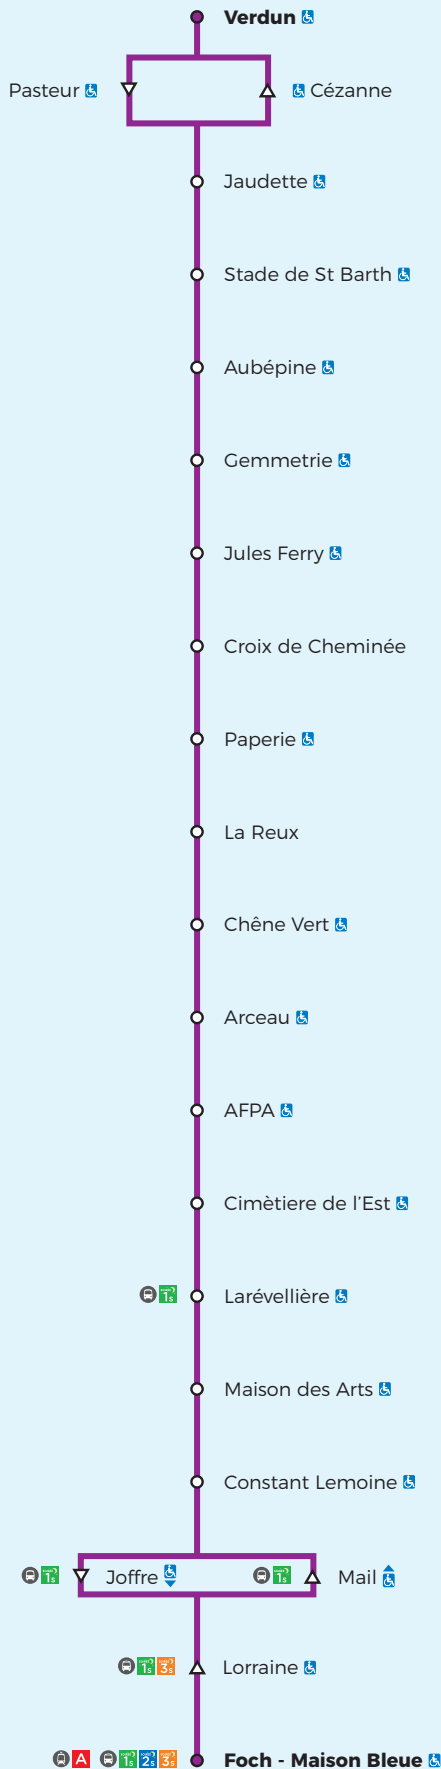 Verdun
Pasteur
Cézanne
Jaudette
Stade de St Barth
Aubépine
Gemmetrie
Jules Ferry
Croix de Cheminée
Paperie
La Reux
Chêne Vert
Arceau
AFPA
Cimètiere de l'Est
1s Larévellière
Maison des Arts
Constant Lemoine
1s Joffre 1s Mail
1s 3s Lorraine
A 1s 2s 3s Foch - Maison Bleue